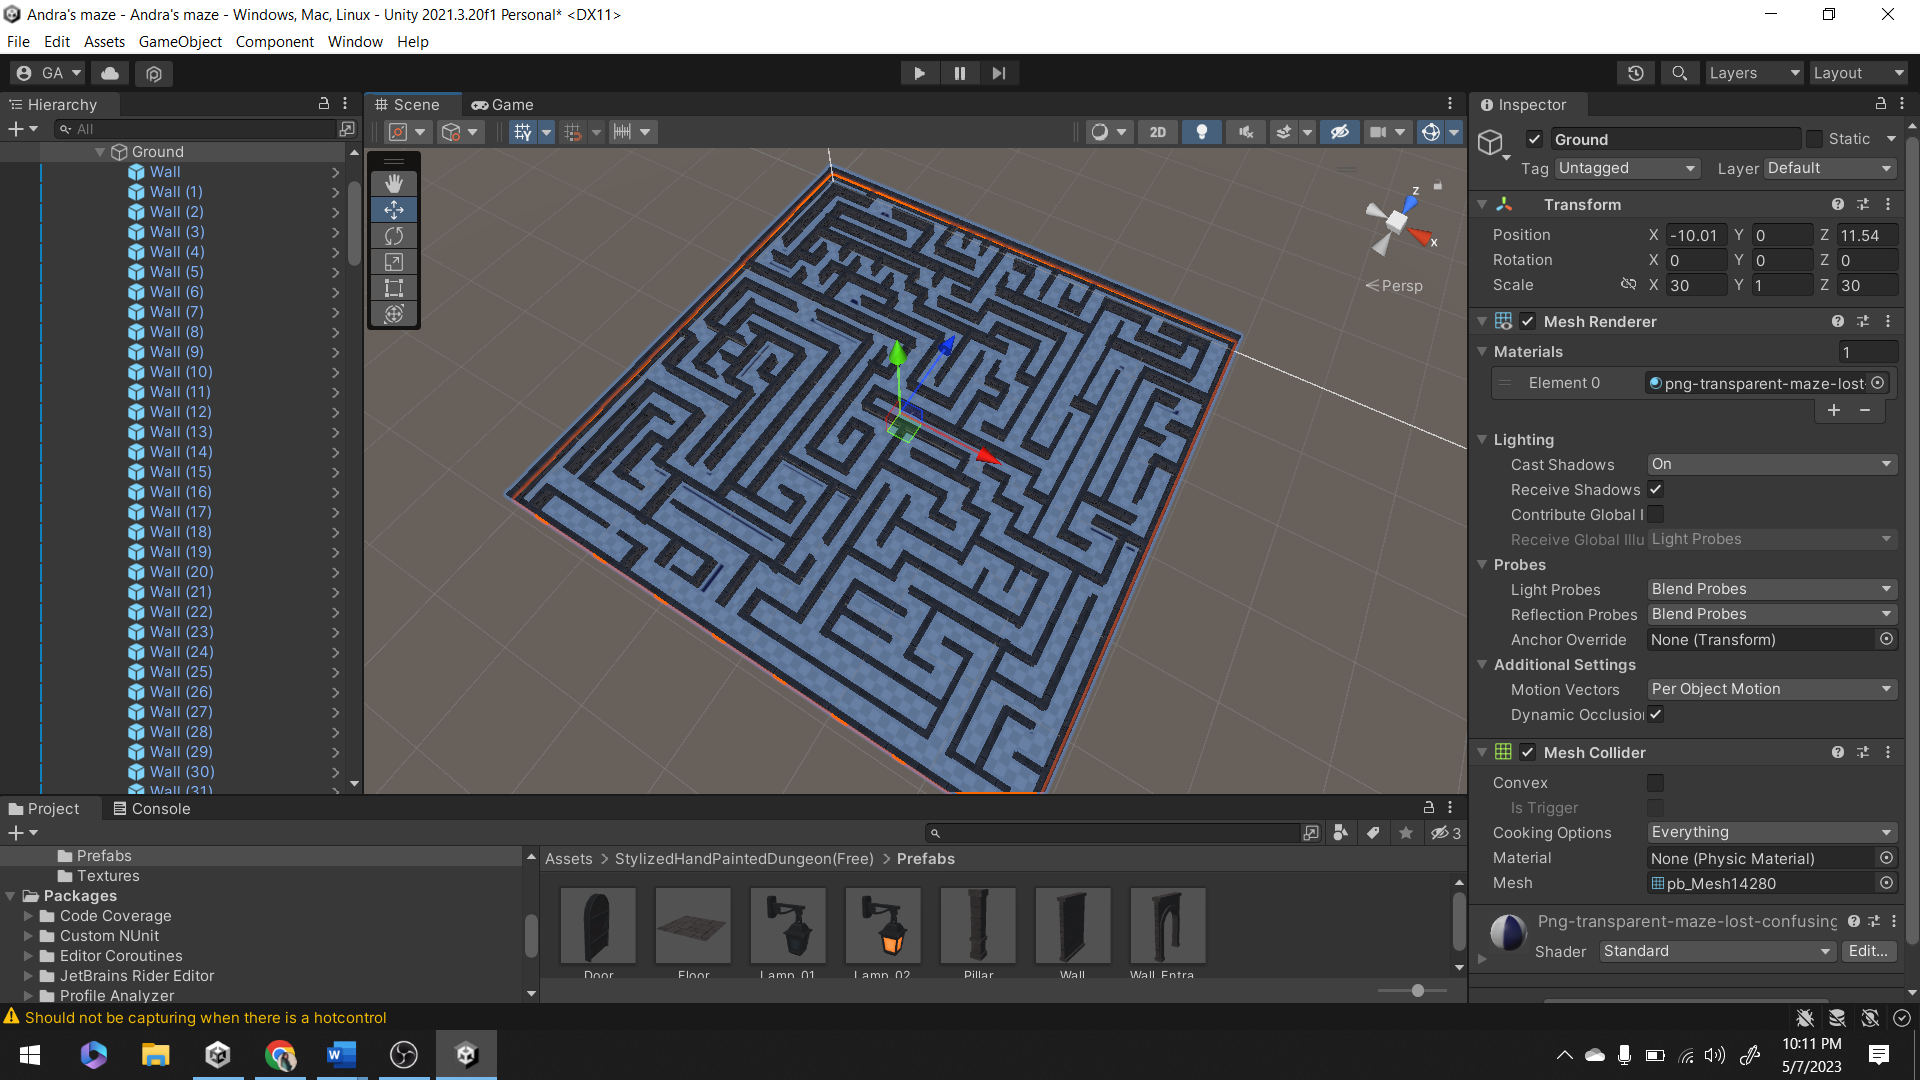 Andra's maze - Andra's maze - Windows, Mac, Linux - Unity 2021.3.20f1 Personal* <DX11>
File Edit Assets GameObject Component Window Help
GA
Layers
Layout
Hierarchy
All
Ground
Wall
Wall (1)
Wall (2)
Wall (3)
Wall (4)
Wall (5)
Wall (6)
Wall (7)
Wall (8)
Wall (9)
Wall (10)
Wall (11)
Wall (12)
Wall (13)
Wall (14)
Wall (15)
Wall (16)
Wall (17)
Wall (18)
Wall (19)
Wall (20)
Wall (21)
Wall (22)
Wall (23)
Wall (24)
Wall (25)
Wall (26)
Wall (27)
Wall (28)
Wall (29)
Wall (30)
Wall (31)
Scene Game
2D
z
x
Persp
Inspector
Ground Static
Tag Untagged Layer Default
Transform
Position X -10.01 Y 0 Z 11.54
Rotation X 0 Y 0 Z 0
Scale X 30 Y 1 Z 30
Mesh Renderer
Materials 1
Element 0 png-transparent-maze-lost-
Lighting
Cast Shadows On
Receive Shadows
Contribute Global I
Receive Global Illu Light Probes
Probes
Light Probes Blend Probes
Reflection Probes Blend Probes
Anchor Override None (Transform)
Additional Settings
Motion Vectors Per Object Motion
Dynamic Occlusio
Mesh Collider
Convex
Is Trigger
Cooking Options Everything
Material None (Physic Material)
Mesh pb_Mesh14280
Png-transparent-maze-lost-confusing
Shader Standard Edit...
Project Console
3
Prefabs
Textures
Packages
Code Coverage
Custom NUnit
Editor Coroutines
JetBrains Rider Editor
Profile Analyzer
Assets > StylizedHandPaintedDungeon(Free) > Prefabs
Door Floor Lamp_01 Lamp_02 Pillar Wall Wall_Entra
Should not be capturing when there is a hotcontrol
10:11 PM
5/7/2023